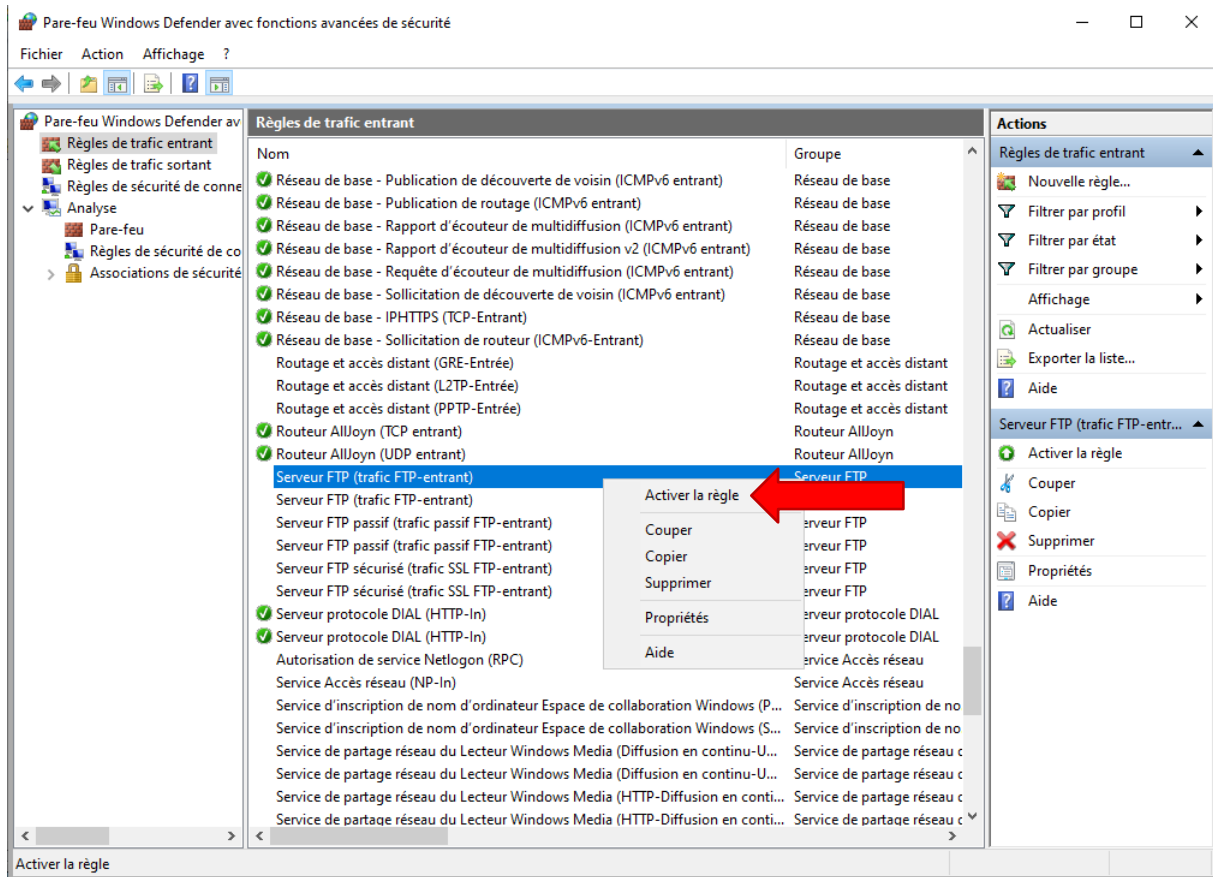 Pare-feu Windows Defender avec fonctions avancées de sécurité
Fichier Action Affichage ?
Pare-feu Windows Defender av
Règles de trafic entrant
Règles de trafic sortant
Règles de sécurité de conne
Analyse
Pare-feu
Règles de sécurité de co
Associations de sécurité
Règles de trafic entrant
Nom Groupe
Réseau de base - Publication de découverte de voisin (ICMPv6 entrant) Réseau de base
Réseau de base - Publication de routage (ICMPv6 entrant) Réseau de base
Réseau de base - Rapport d'écouteur de multidiffusion (ICMPv6 entrant) Réseau de base
Réseau de base - Rapport d'écouteur de multidiffusion v2 (ICMPv6 entrant) Réseau de base
Réseau de base - Requête d'écouteur de multidiffusion (ICMPv6 entrant) Réseau de base
Réseau de base - Sollicitation de découverte de voisin (ICMPv6 entrant) Réseau de base
Réseau de base - IPHTTPS (TCP-Entrant) Réseau de base
Réseau de base - Sollicitation de routeur (ICMPv6-Entrant) Réseau de base
Routage et accès distant (GRE-Entrée) Routage et accès distant
Routage et accès distant (L2TP-Entrée) Routage et accès distant
Routage et accès distant (PPTP-Entrée) Routage et accès distant
Routeur AllJoyn (TCP entrant) Routeur AllJoyn
Routeur AllJoyn (UDP entrant) Routeur AllJoyn
Serveur FTP (trafic FTP-entrant) Serveur FTP
Serveur FTP (trafic FTP-entrant)
Serveur FTP passif (trafic passif FTP-entrant) erveur FTP
Serveur FTP passif (trafic passif FTP-entrant) erveur FTP
Serveur FTP sécurisé (trafic SSL FTP-entrant) erveur FTP
Serveur FTP sécurisé (trafic SSL FTP-entrant) erveur FTP
Serveur protocole DIAL (HTTP-In) erveur protocole DIAL
Serveur protocole DIAL (HTTP-In) erveur protocole DIAL
Autorisation de service Netlogon (RPC) ervice Accès réseau
Service Accès réseau (NP-In) Service Accès réseau
Service d'inscription de nom d'ordinateur Espace de collaboration Windows (P... Service d'inscription de no
Service d'inscription de nom d'ordinateur Espace de collaboration Windows (S... Service d'inscription de no
Service de partage réseau du Lecteur Windows Media (Diffusion en continu-U... Service de partage réseau c
Service de partage réseau du Lecteur Windows Media (Diffusion en continu-U... Service de partage réseau c
Service de partage réseau du Lecteur Windows Media (HTTP-Diffusion en conti... Service de partage réseau c
Service de partage réseau du Lecteur Windows Media (HTTP-Diffusion en conti... Service de partage réseau c
Activer la règle
Couper
Copier
Supprimer
Propriétés
Aide
Actions
Règles de trafic entrant
Nouvelle règle...
Filtrer par profil
Filtrer par état
Filtrer par groupe
Affichage
Actualiser
Exporter la liste...
Aide
Serveur FTP (trafic FTP-entr...
Activer la règle
Couper
Copier
Supprimer
Propriétés
Aide
Activer la règle